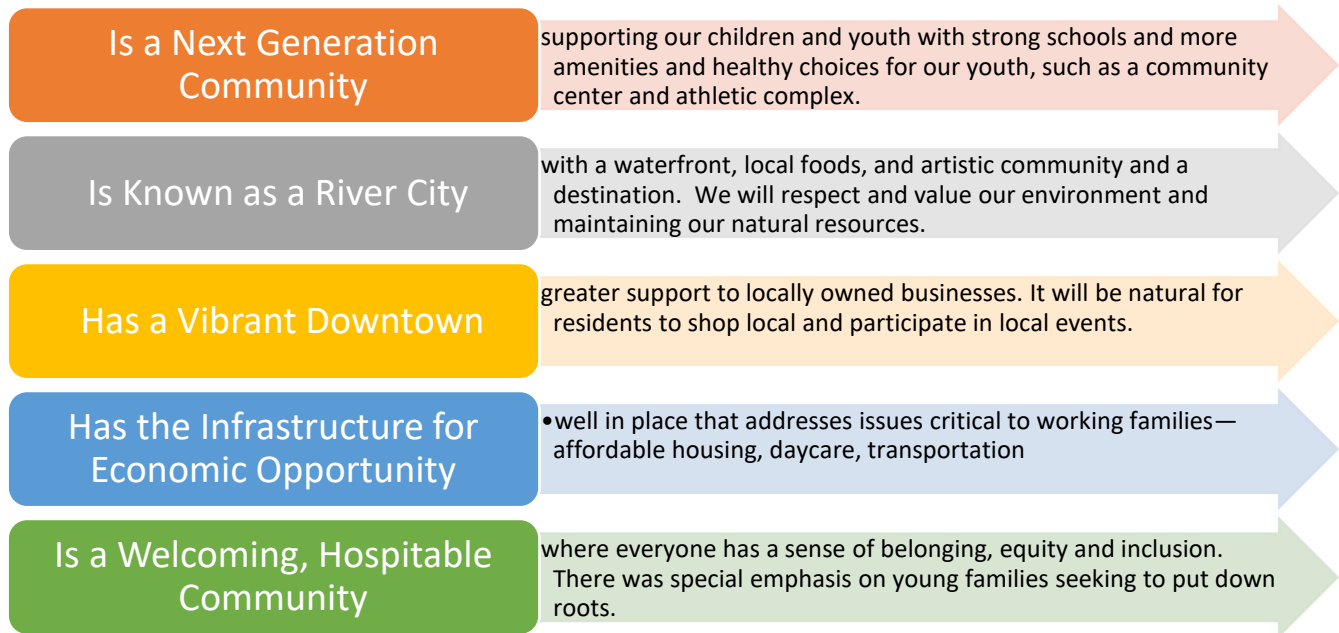 Is a Next Generation
Community
supporting our children and youth with strong schools and more
amenities and healthy choices for our youth, such as a community
center and athletic complex.
Is Known as a River City
with a waterfront, local foods, and artistic community and a
destination.  We will respect and value our environment and
maintaining our natural resources.
Has a Vibrant Downtown
greater support to locally owned businesses. It will be natural for
residents to shop local and participate in local events.
Has the Infrastructure for
Economic Opportunity
•well in place that addresses issues critical to working families—
affordable housing, daycare, transportation
Is a Welcoming, Hospitable
Community
where everyone has a sense of belonging, equity and inclusion.
There was special emphasis on young families seeking to put down
roots.